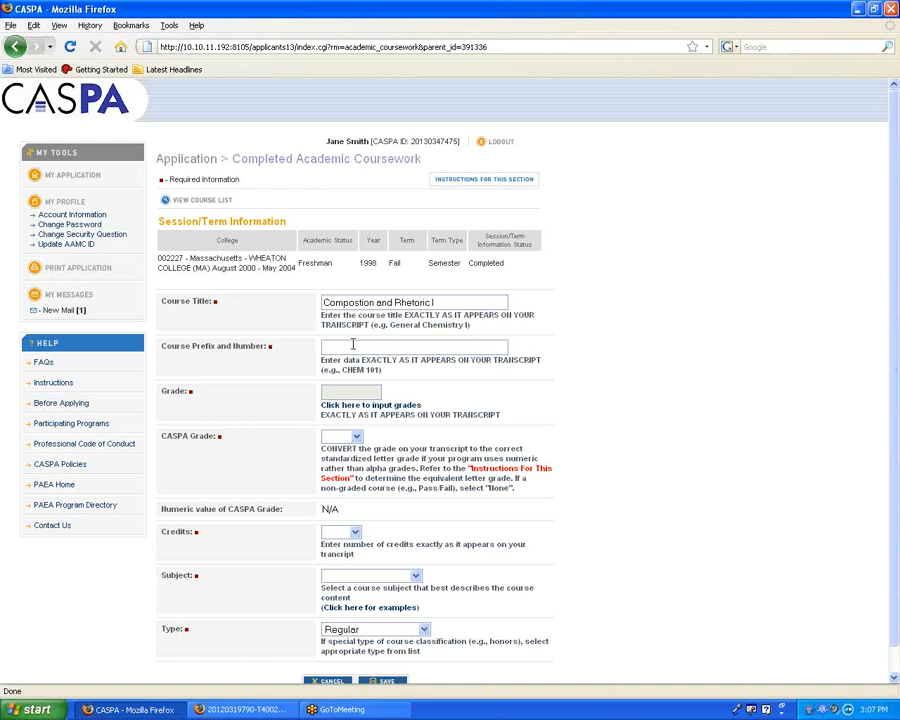 CASPA - Mozilla Firefox
File Edit View History Bookmarks Tools Help
http://10.10.11.192:8105/applicants13/index.cgi?rm=academic_coursework&parent_id=391336
Google
Most Visited Getting Started Latest Headlines
CASPA
Jane Smith [CASPA ID: 20130347475] LOGOUT
MY TOOLS
MY APPLICATION
MY PROFILE
Account Information
Change Password
Change Security Question
Update AAMC ID
PRINT APPLICATION
MY MESSAGES
New Mail [1]
HELP
FAQs
Instructions
Before Applying
Participating Programs
Professional Code of Conduct
CASPA Policies
PAEA Home
PAEA Program Directory
Contact Us
Application > Completed Academic Coursework
- Required Information
INSTRUCTIONS FOR THIS SECTION
VIEW COURSE LIST
Session/Term Information
College Academic Status Year Term Term Type Session/Term Information Status
002227 - Massachusetts - WHEATON
COLLEGE (MA) August 2000 - May 2004
Freshman 1998 Fall Semester Completed
Course Title: Compostion and Rhetoric I
Enter the course title EXACTLY AS IT APPEARS ON YOUR
TRANSCRIPT (e.g. General Chemistry I)
Course Prefix and Number:
Enter data EXACTLY AS IT APPEARS ON YOUR TRANSCRIPT
(e.g., CHEM 101)
Grade:
Click here to input grades
EXACTLY AS IT APPEARS ON YOUR TRANSCRIPT
CASPA Grade:
CONVERT the grade on your transcript to the correct
standardized letter grade if your program uses numeric
rather than alpha grades. Refer to the "Instructions For This
Section" to determine the equivalent letter grade. If a
non-graded course (e.g., Pass/Fail), select "None".
Numeric value of CASPA Grade: N/A
Credits:
Enter number of credits exactly as it appears on your
trancript
Subject:
Select a course subject that best describes the course
content
(Click here for examples)
Type: Regular
If special type of course classification (e.g., honors), select
appropriate type from list
CANCEL SAVE
Done
start CASPA - Mozilla Firefox 20120319790-T4002... GoToMeeting 3:07 PM